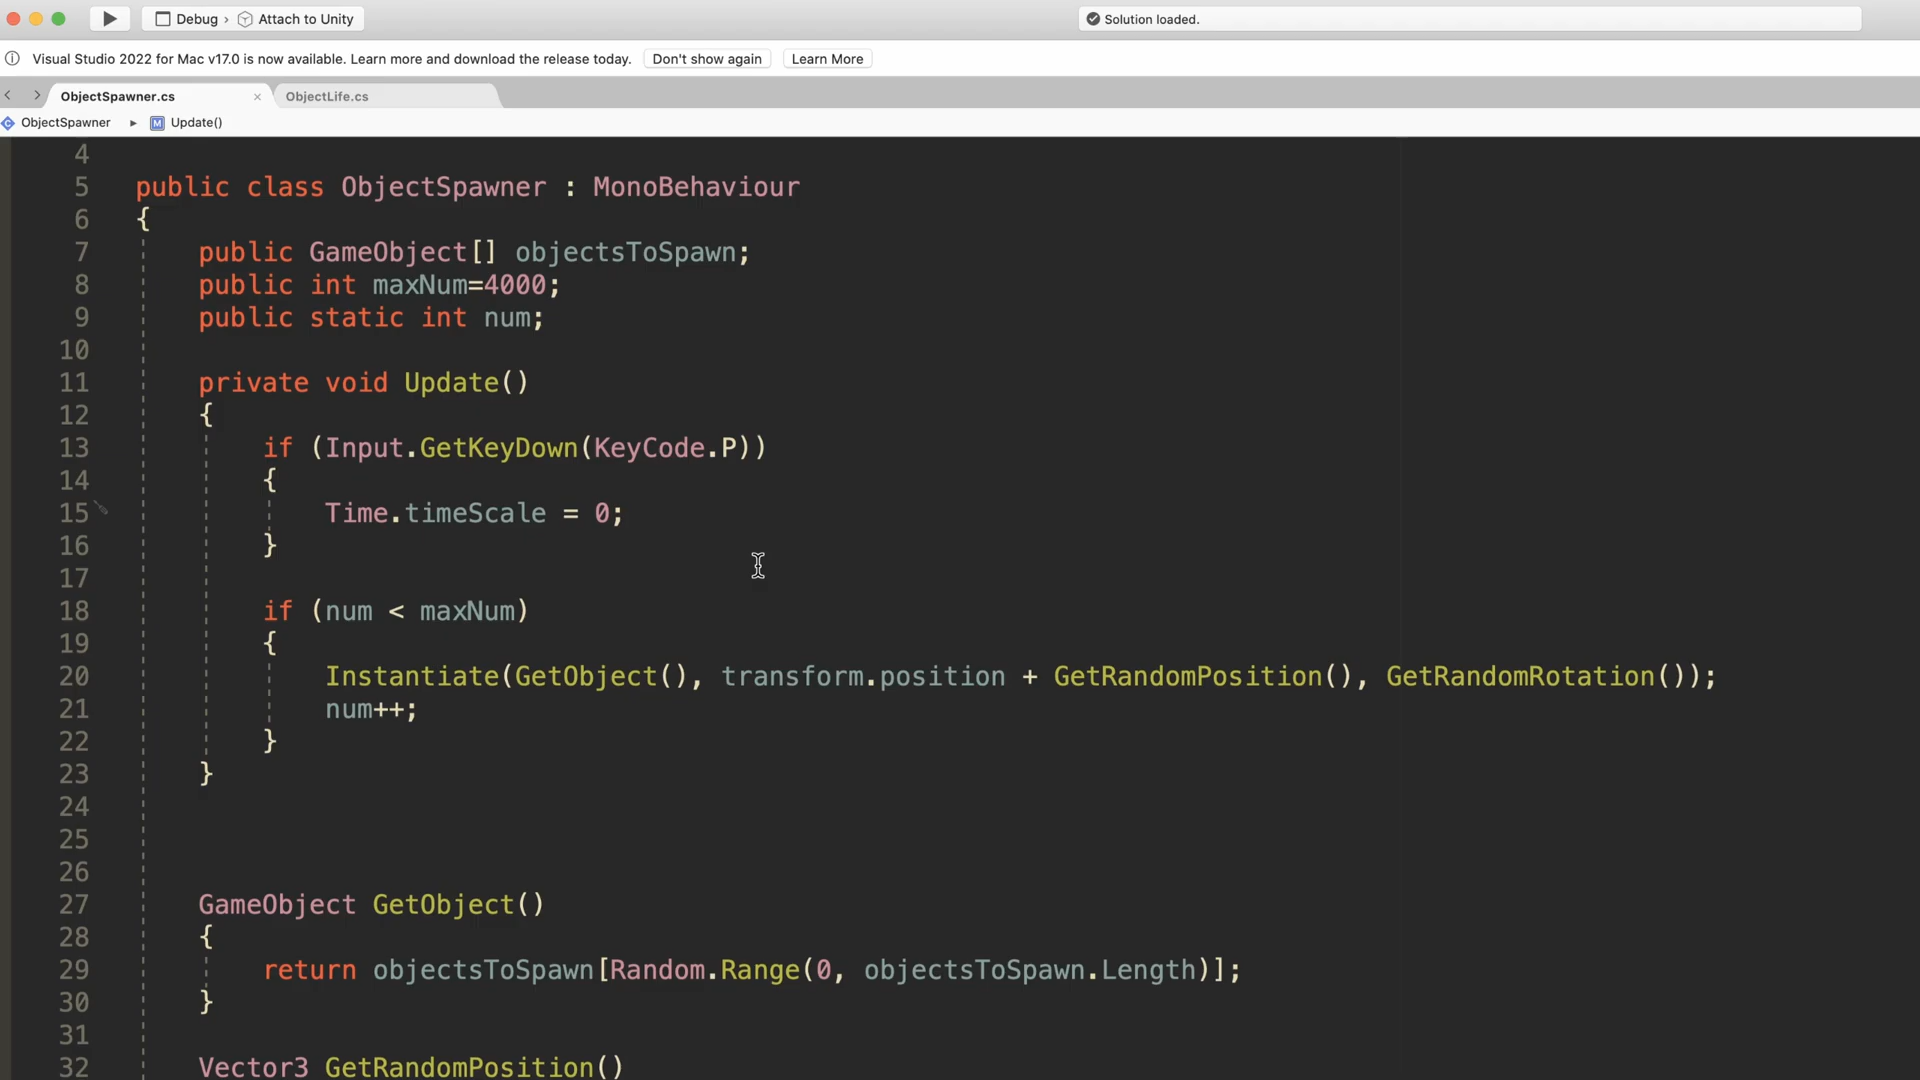 Debug › Attach to Unity
Solution loaded.
Visual Studio 2022 for Mac v17.0 is now available. Learn more and download the release today. Don't show again Learn More
ObjectSpawner.cs × ObjectLife.cs
ObjectSpawner ▸ M Update()
4
5 public class ObjectSpawner : MonoBehaviour
6 {
7 public GameObject[] objectsToSpawn;
8 public int maxNum=4000;
9 public static int num;
10
11 private void Update()
12 {
13 if (Input.GetKeyDown(KeyCode.P))
14 {
15 Time.timeScale = 0;
16 }
17
18 if (num < maxNum)
19 {
20 Instantiate(GetObject(), transform.position + GetRandomPosition(), GetRandomRotation());
21 num++;
22 }
23 }
24
25
26
27 GameObject GetObject()
28 {
29 return objectsToSpawn[Random.Range(0, objectsToSpawn.Length)];
30 }
31
32 Vector3 GetRandomPosition()